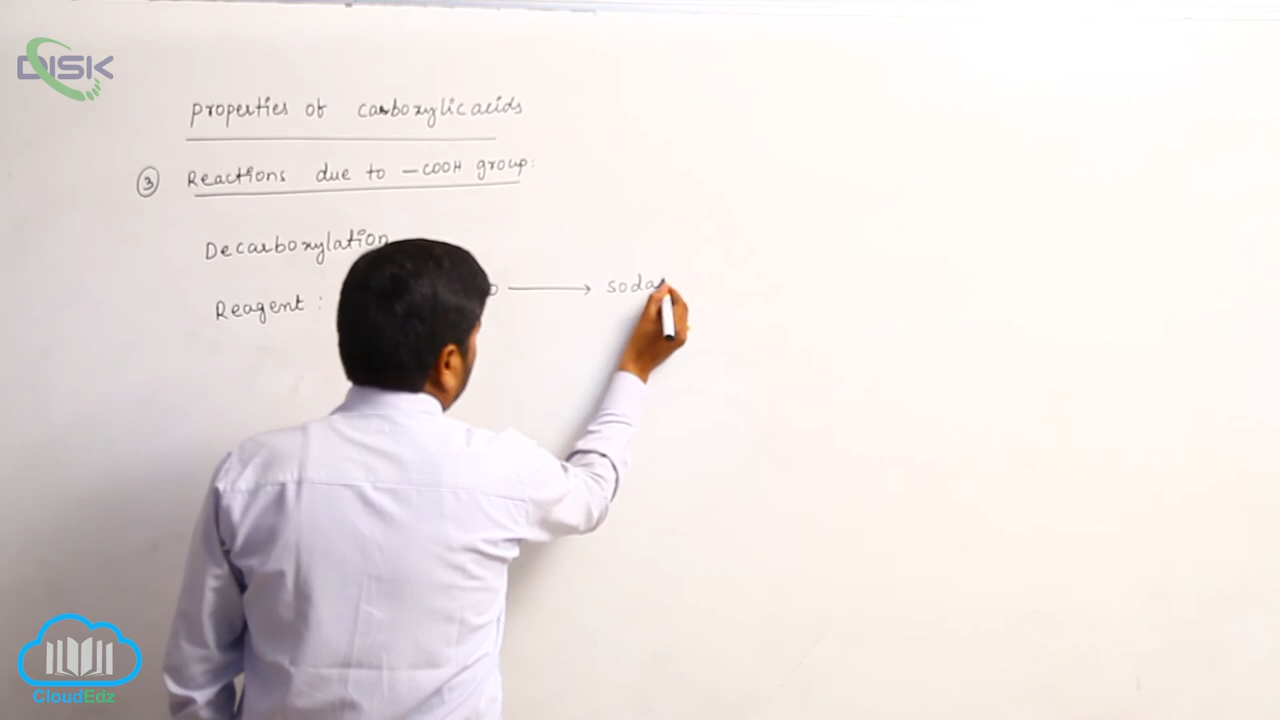 DISK
properties of carboxylic acids
③ Reactions due to –COOH group:
Decarboxylation
Reagent : → soda
CloudEdz